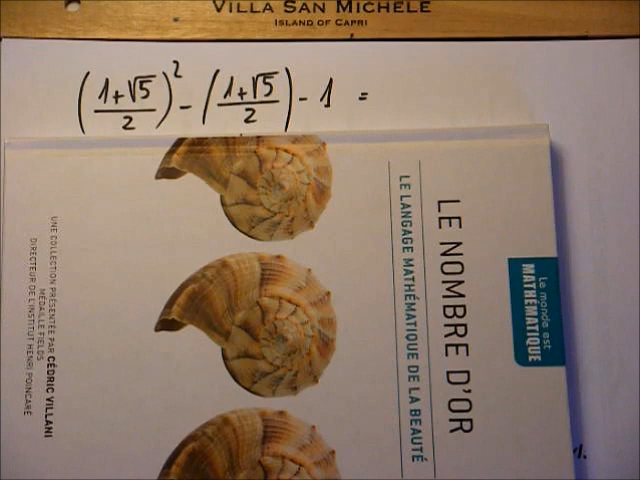 VILLA SAN MICHELE
ISLAND OF CAPRI
(1+√5/2)² - (1+√5/2) - 1 =
Le monde est
MATHÉMATIQUE
LE NOMBRE D'OR
LE LANGAGE MATHÉMATIQUE DE LA BEAUTÉ
UNE COLLECTION PRÉSENTÉE PAR CÉDRIC VILLANI
MÉDAILLE FIELDS
DIRECTEUR DE L'INSTITUT HENRI POINCARÉ